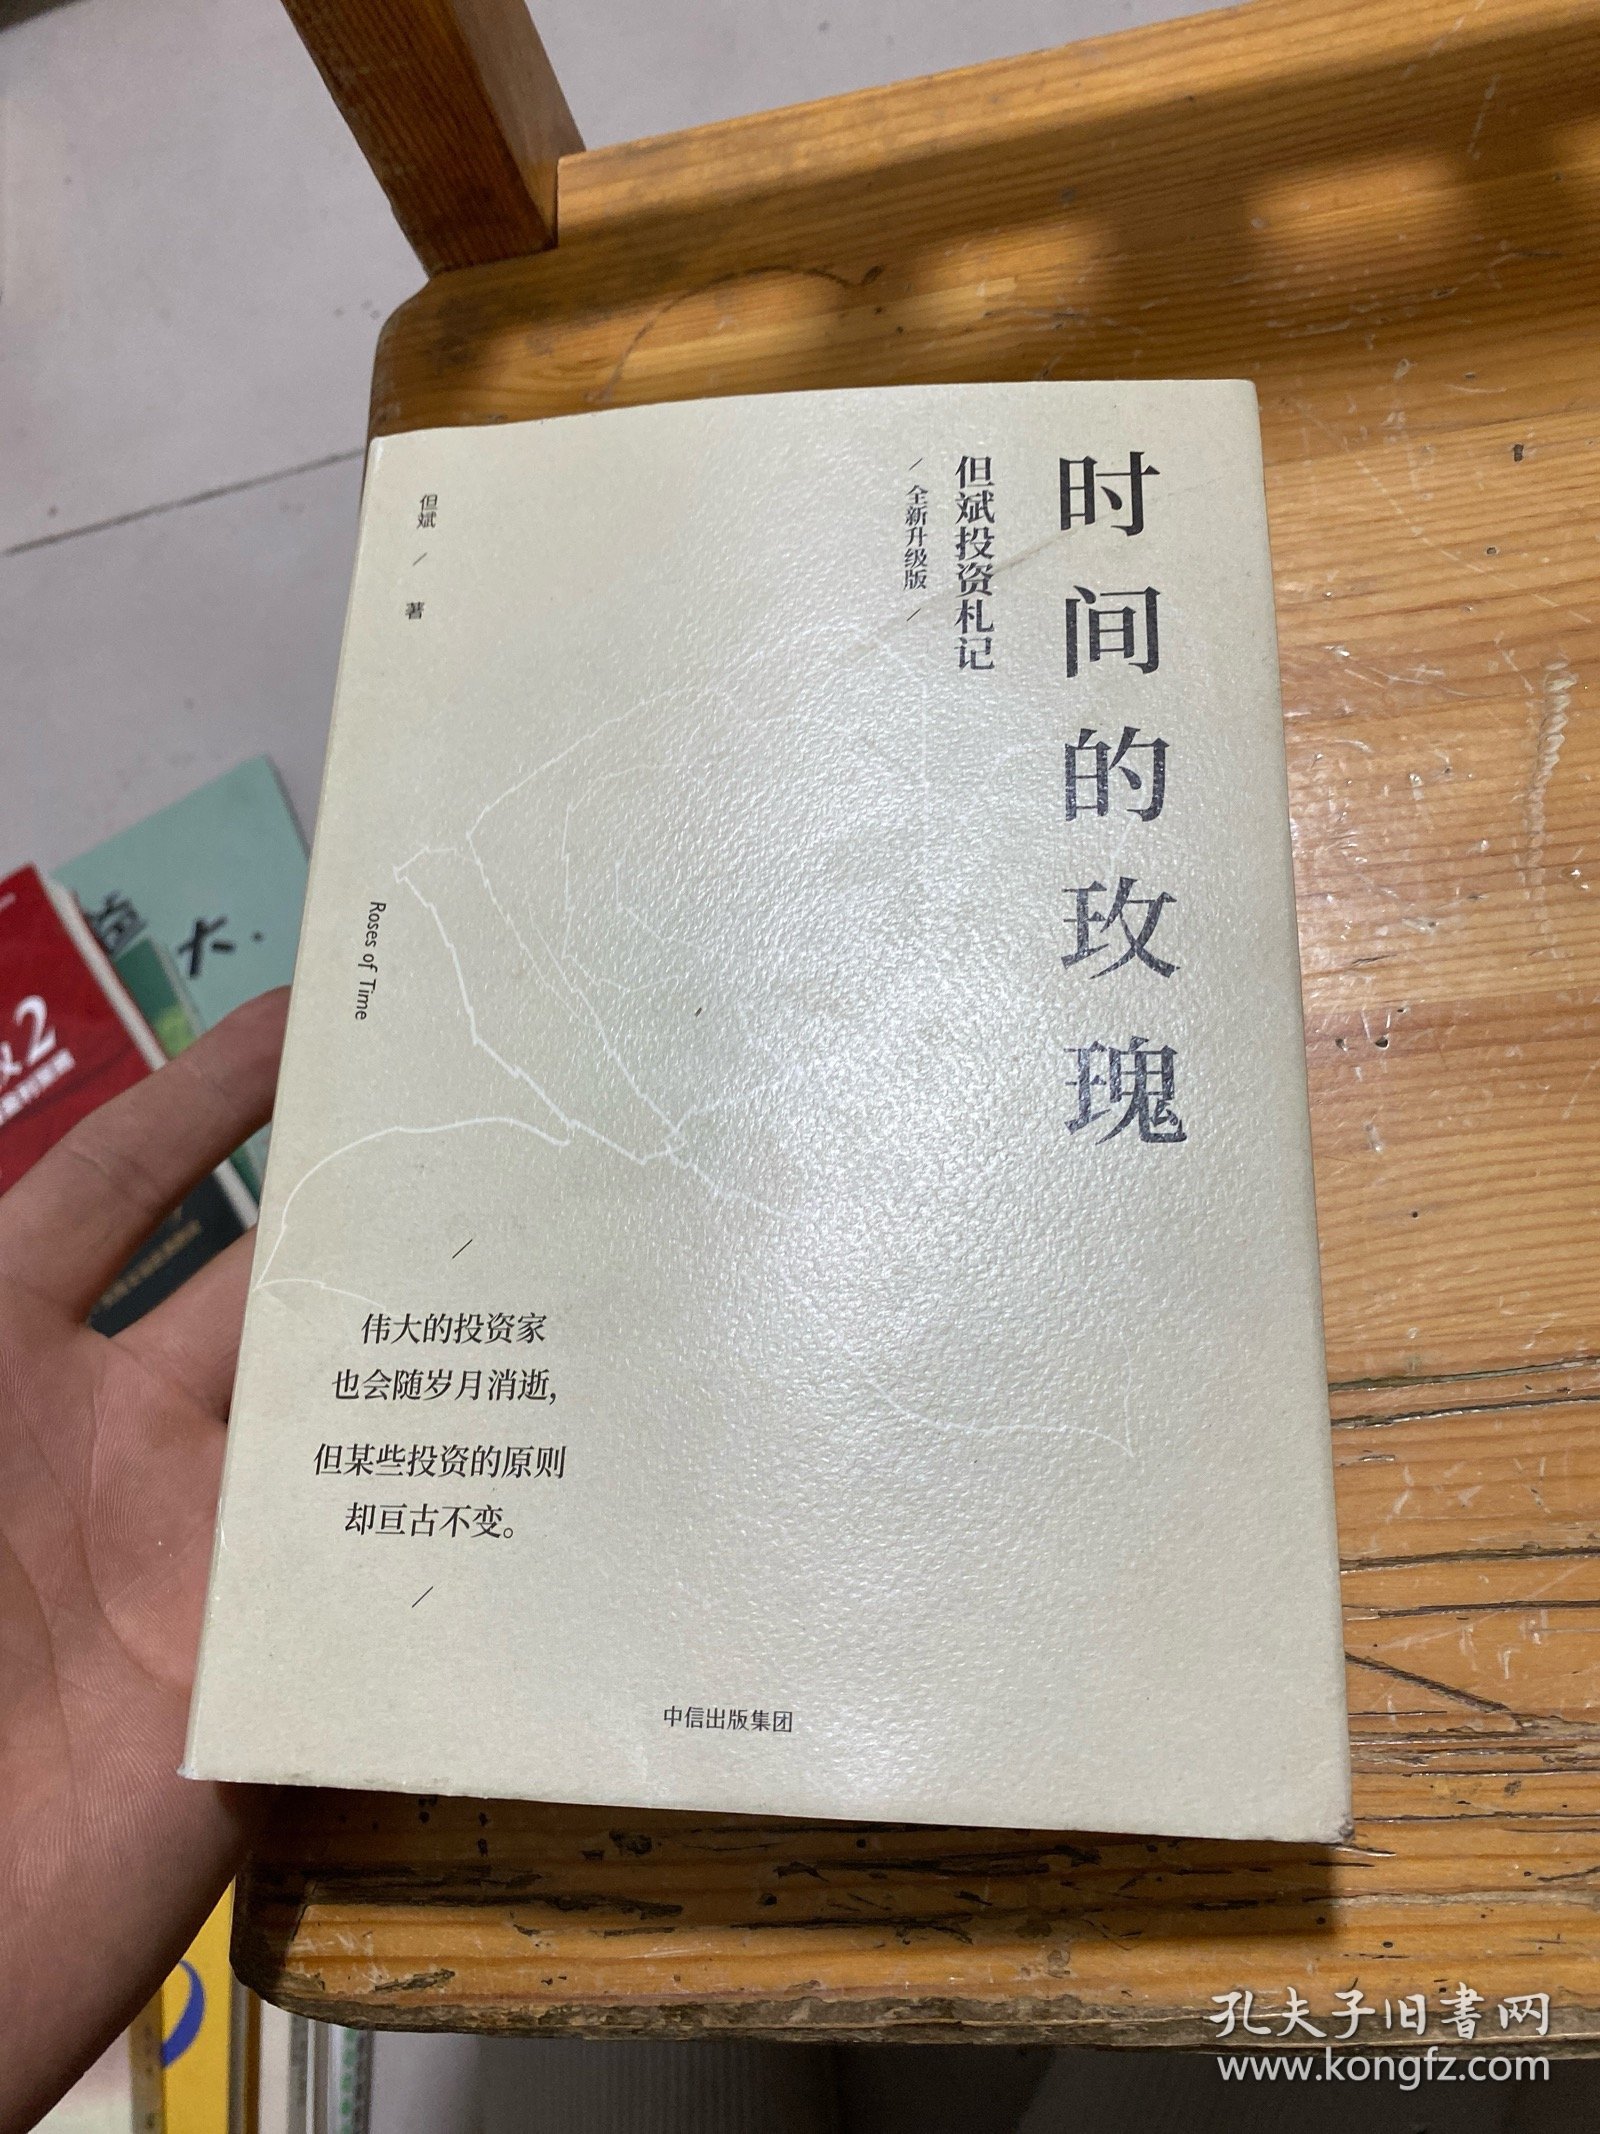 时间的玫瑰
但斌投资札记
/全新升级版/
但斌/著
Roses of Time
/
伟大的投资家
也会随岁月消逝,
但某些投资的原则
却亘古不变。
/
中信出版集团
大.
2
孔夫子旧书网
www.kongfz.com